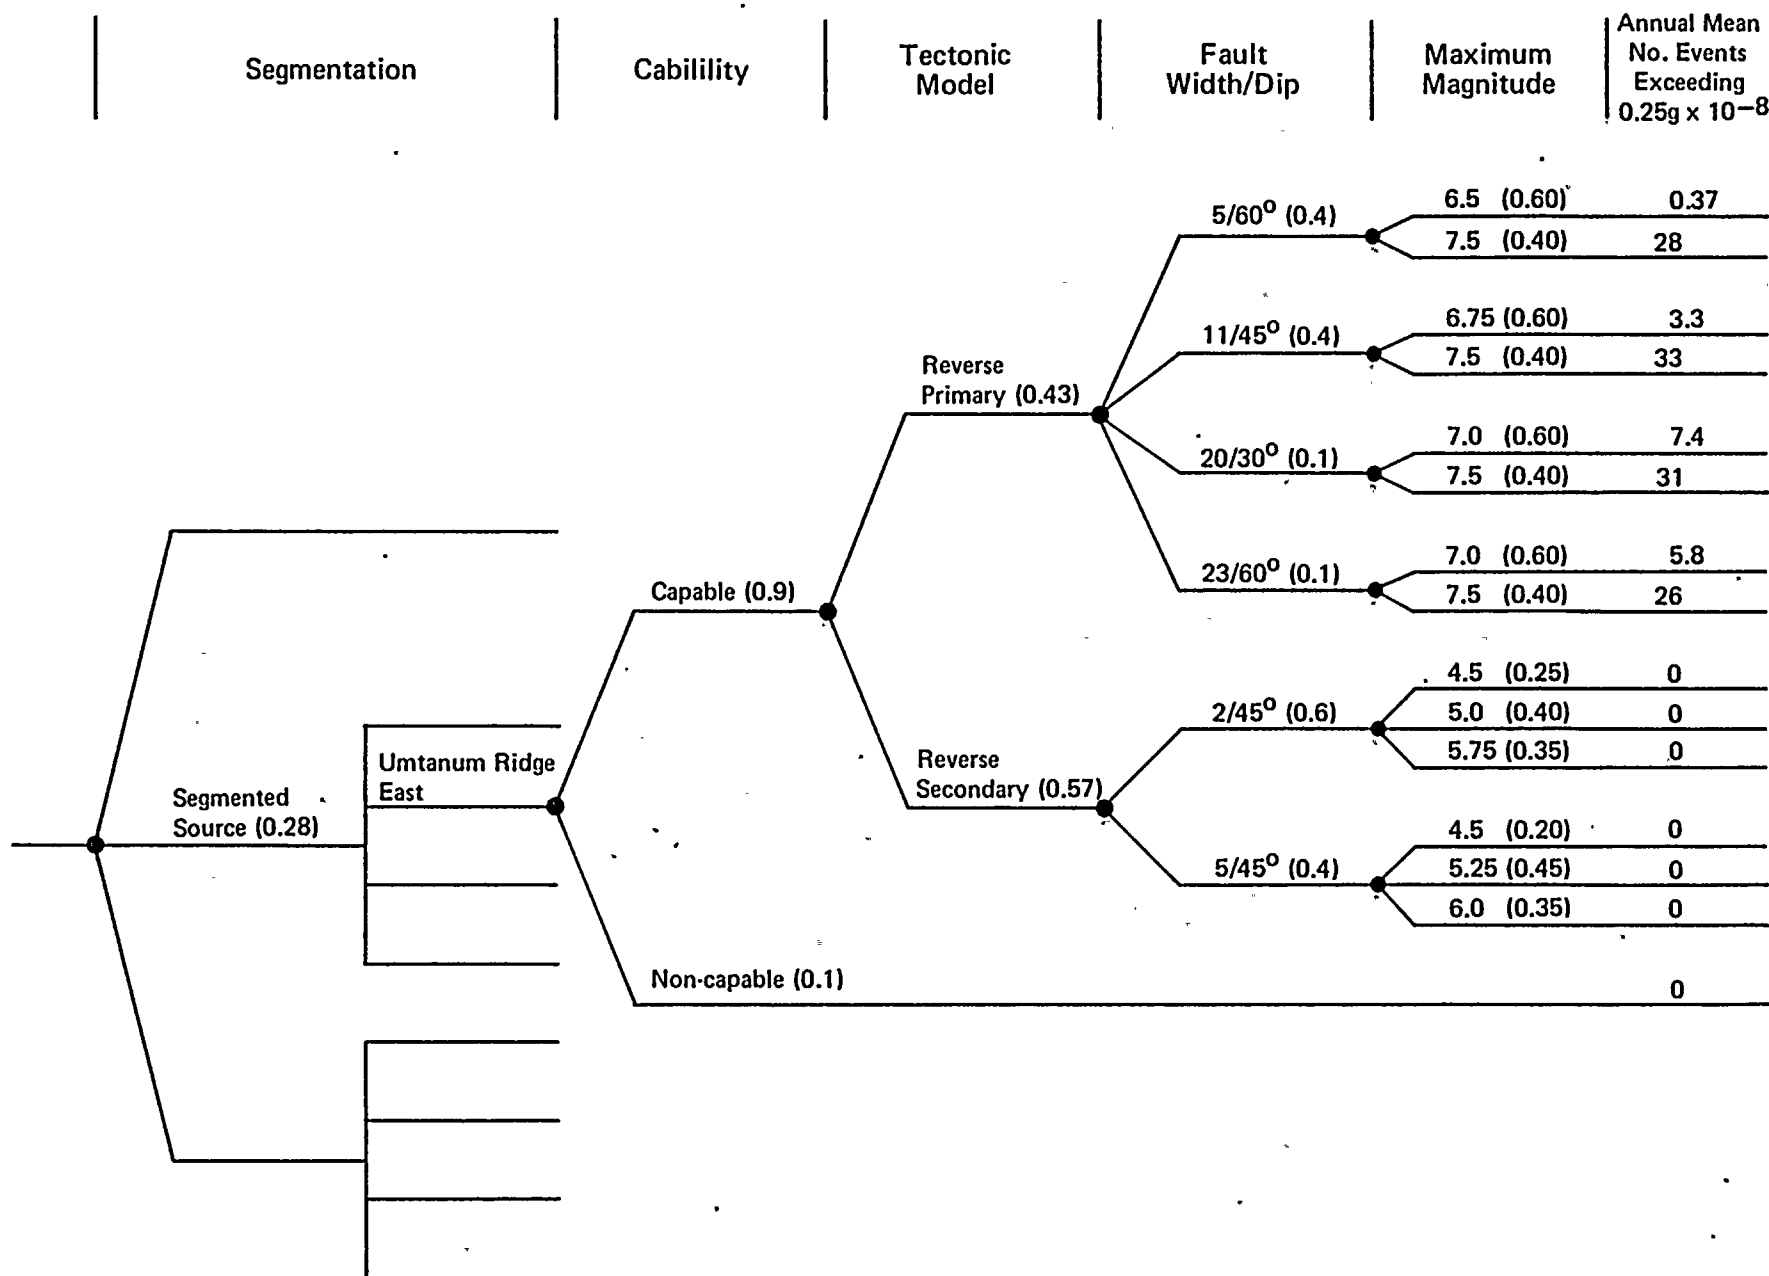 Segmentation
Cabilility
Tectonic
Model
Fault
Width/Dip
Maximum
Magnitude
Annual Mean
No. Events
Exceeding
0.25g x 10−8
5/60° (0.4)
6.5 (0.60) 0.37
7.5 (0.40) 28
11/45° (0.4)
6.75 (0.60) 3.3
7.5 (0.40) 33
Reverse
Primary (0.43)
20/30° (0.1)
7.0 (0.60) 7.4
7.5 (0.40) 31
23/60° (0.1)
7.0 (0.60) 5.8
7.5 (0.40) 26
Capable (0.9)
2/45° (0.6)
4.5 (0.25) 0
5.0 (0.40) 0
5.75 (0.35) 0
Umtanum Ridge
East
Reverse
Secondary (0.57)
Segmented
Source (0.28)
5/45° (0.4)
4.5 (0.20) 0
5.25 (0.45) 0
6.0 (0.35) 0
Non-capable (0.1)
0